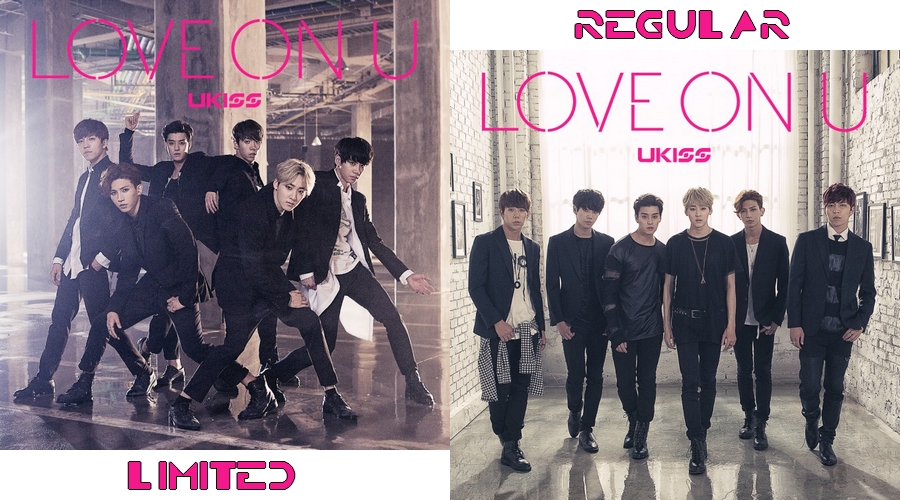 LOVE ON U
UKISS
LIMITED
REGULAR
LOVE ON U
UKISS